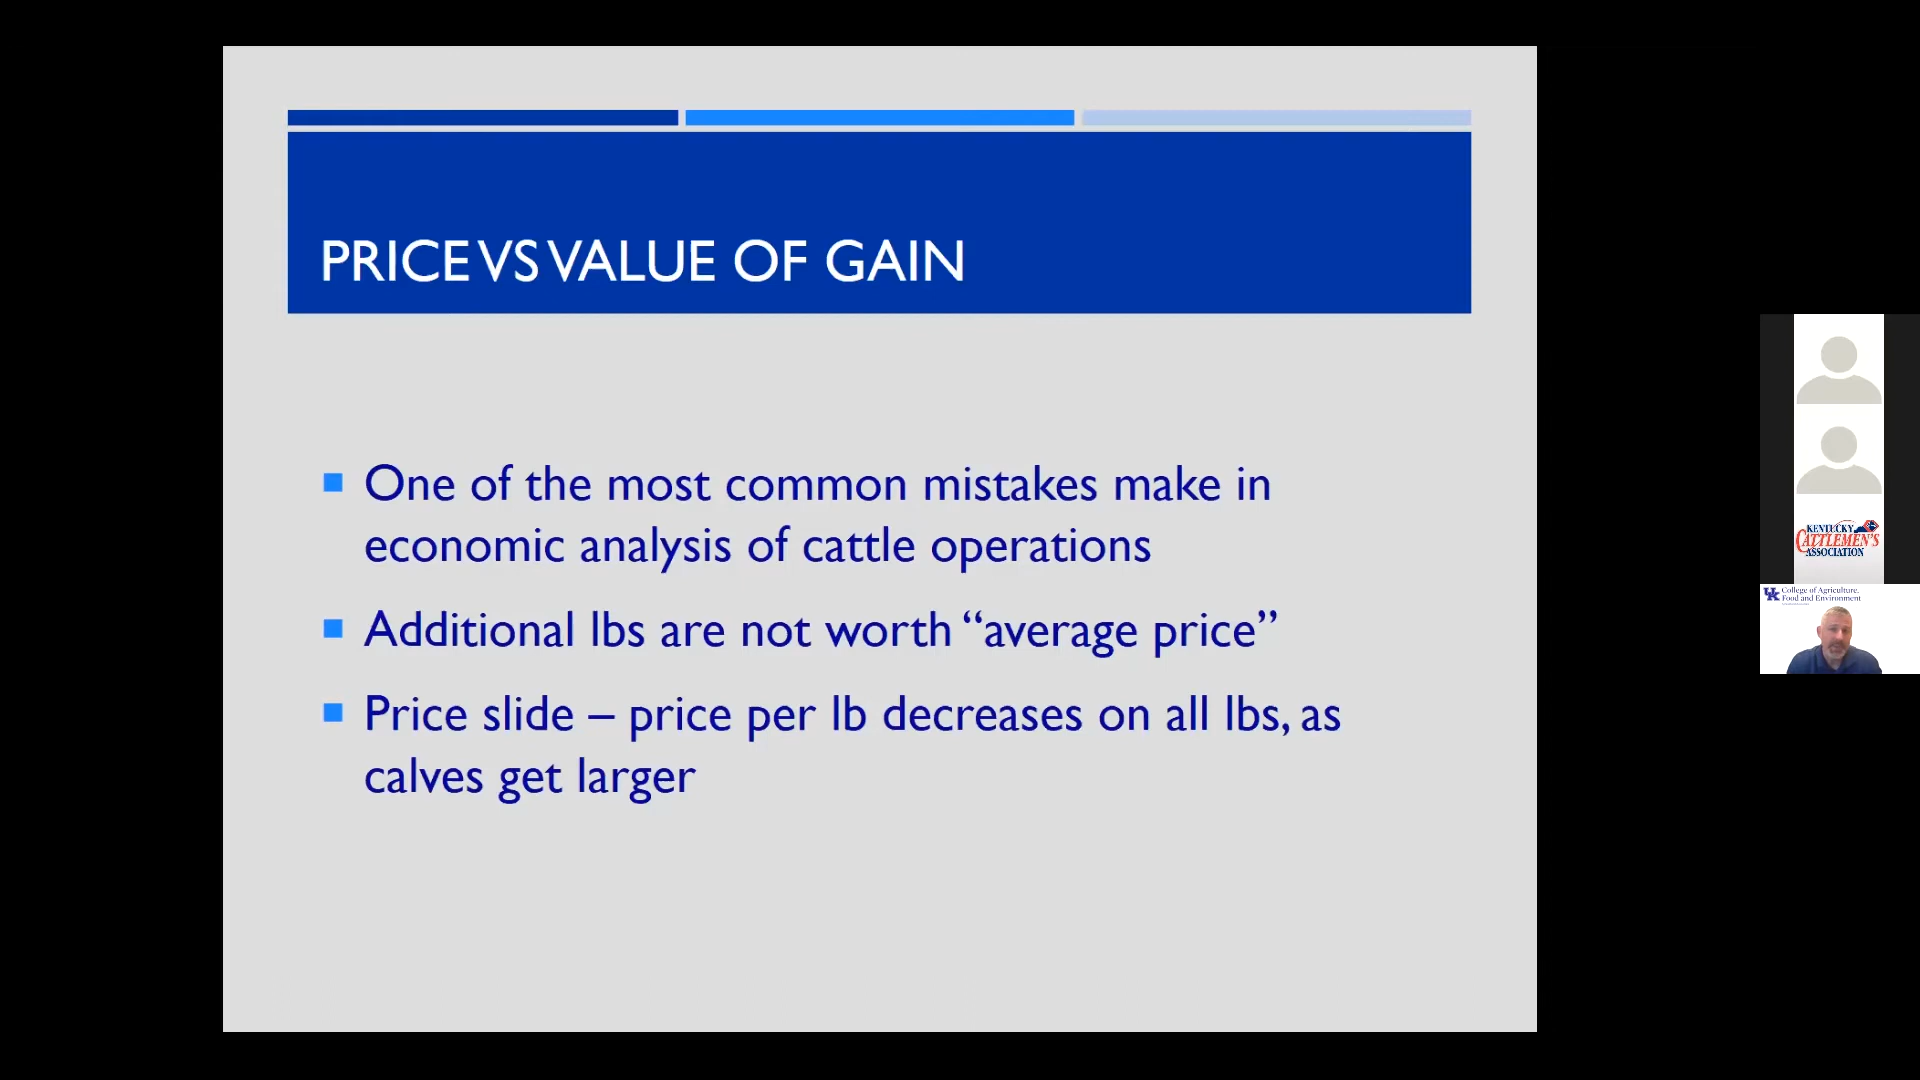 PRICE VS VALUE OF GAIN
One of the most common mistakes make in
economic analysis of cattle operations
Additional lbs are not worth “average price”
Price slide – price per lb decreases on all lbs, as
calves get larger
KENTUCKY
CATTLEMEN'S
ASSOCIATION
UK College of Agriculture,
Food and Environment